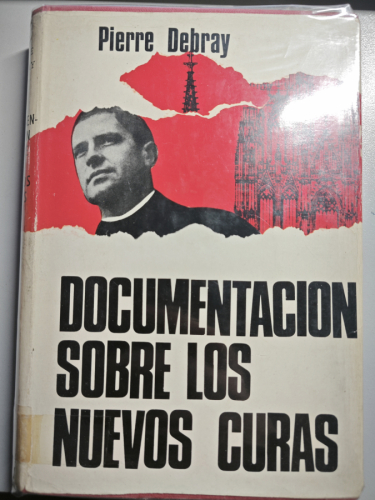 Pierre Debray
DOCUMENTACION
SOBRE LOS
NUEVOS CURAS